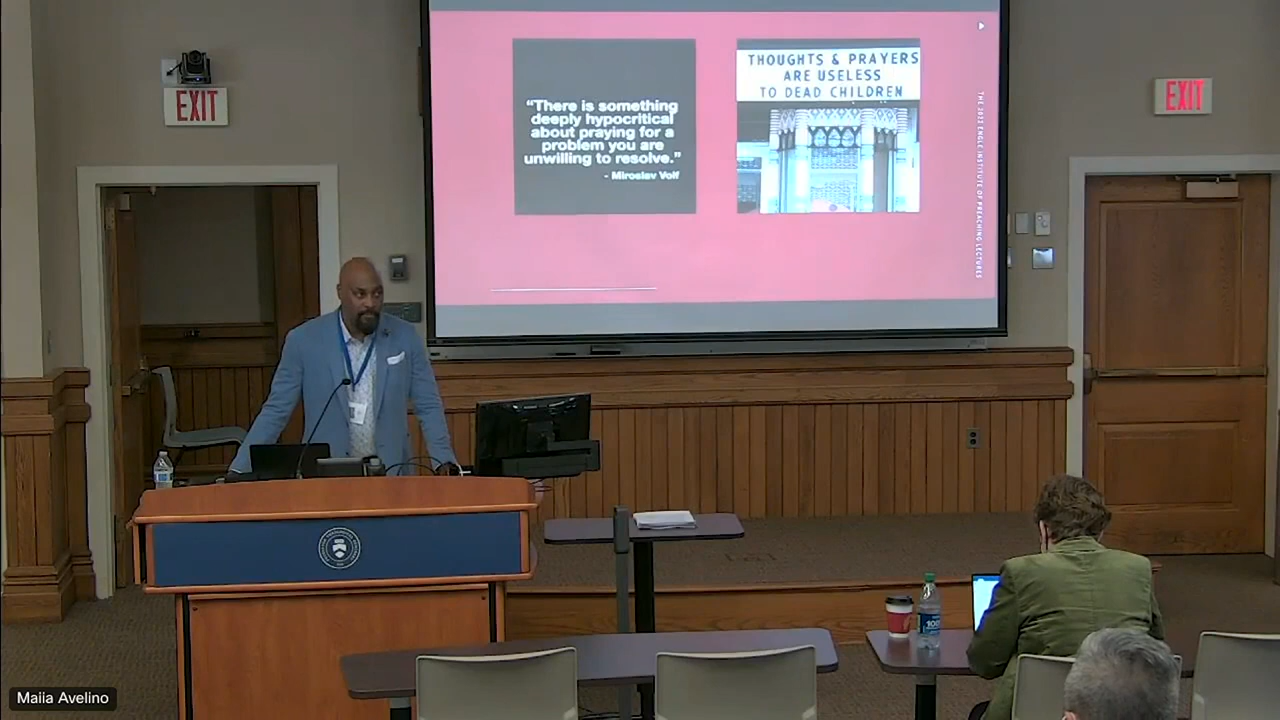 EXIT
"There is something
deeply hypocritical
about praying for a
problem you are
unwilling to resolve."
- Miroslav Volf
THOUGHTS & PRAYERS
ARE USELESS
TO DEAD CHILDREN
THE 2022 ENGLE INSTITUTE OF PREACHING LECTURES
EXIT
100
Maiia Avelino